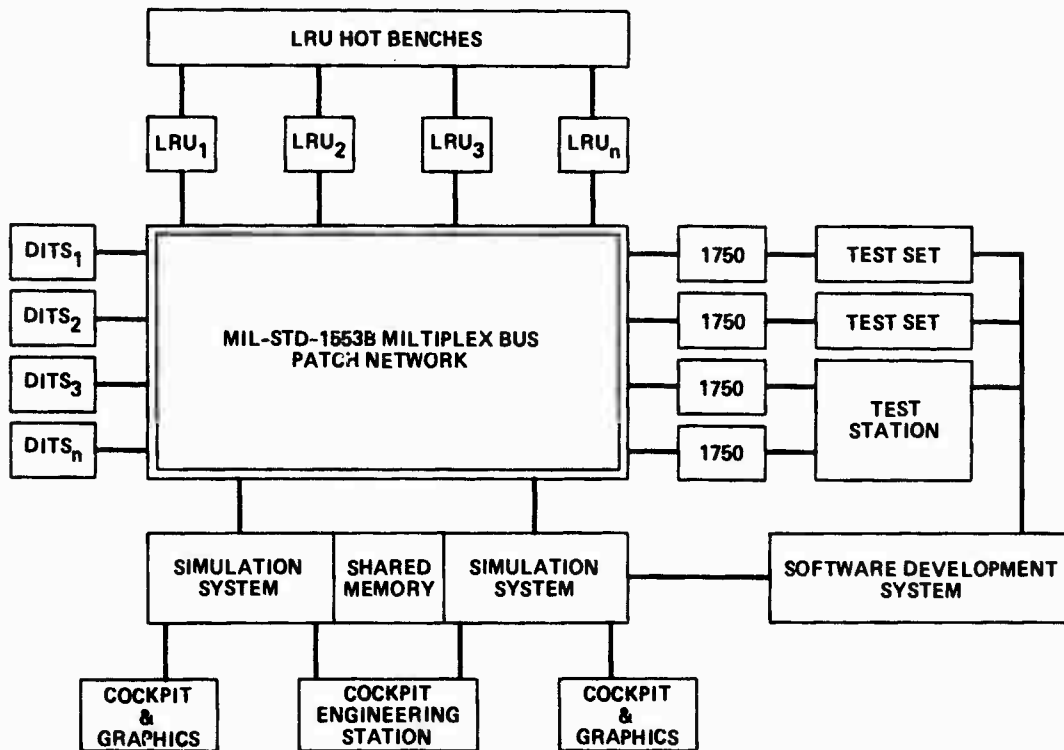 LRU HOT BENCHES
LRU1
LRU2
LRU3
LRUn
DITS1
DITS2
DITS3
DITSn
MIL-STD-1553B MILTIPLEX BUS
PATCH NETWORK
1750
TEST SET
1750
TEST SET
1750
1750
TEST
STATION
SIMULATION
SYSTEM
SHARED
MEMORY
SIMULATION
SYSTEM
SOFTWARE DEVELOPMENT
SYSTEM
COCKPIT
&
GRAPHICS
COCKPIT
ENGINEERING
STATION
COCKPIT
&
GRAPHICS